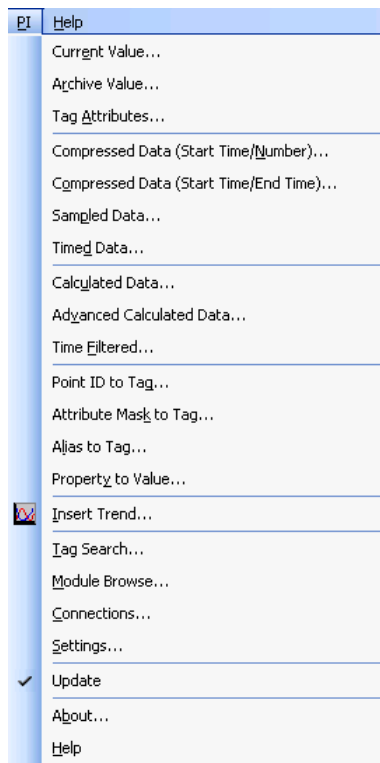 PI Help
Current Value...
Archive Value...
Tag Attributes...
Compressed Data (Start Time/Number)...
Compressed Data (Start Time/End Time)...
Sampled Data...
Timed Data...
Calculated Data...
Advanced Calculated Data...
Time Filtered...
Point ID to Tag...
Attribute Mask to Tag...
Alias to Tag...
Property to Value...
Insert Trend...
Tag Search...
Module Browse...
Connections...
Settings...
Update
About...
Help